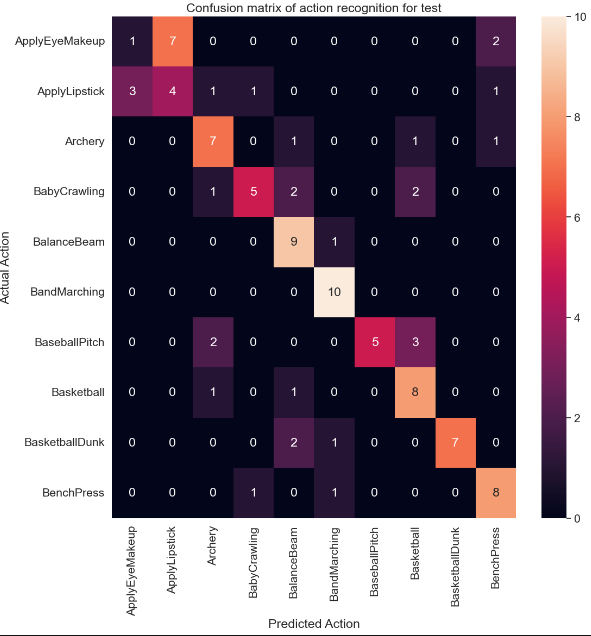 Confusion matrix of action recognition for test
ApplyEyeMakeup 1 7 0 0 0 0 0 0 0 2
ApplyLipstick 3 4 1 1 0 0 0 0 0 1
Archery 0 0 7 0 1 0 0 1 0 1
BabyCrawling 0 0 1 5 2 0 0 2 0 0
BalanceBeam 0 0 0 0 9 1 0 0 0 0
BandMarching 0 0 0 0 0 10 0 0 0 0
BaseballPitch 0 0 2 0 0 0 5 3 0 0
Basketball 0 0 1 0 1 0 0 8 0 0
BasketballDunk 0 0 0 0 2 1 0 0 7 0
BenchPress 0 0 0 1 0 1 0 0 0 8
Actual Action
ApplyEyeMakeup
ApplyLipstick
Archery
BabyCrawling
BalanceBeam
BandMarching
BaseballPitch
Basketball
BasketballDunk
BenchPress
Predicted Action
10
8
6
4
2
0